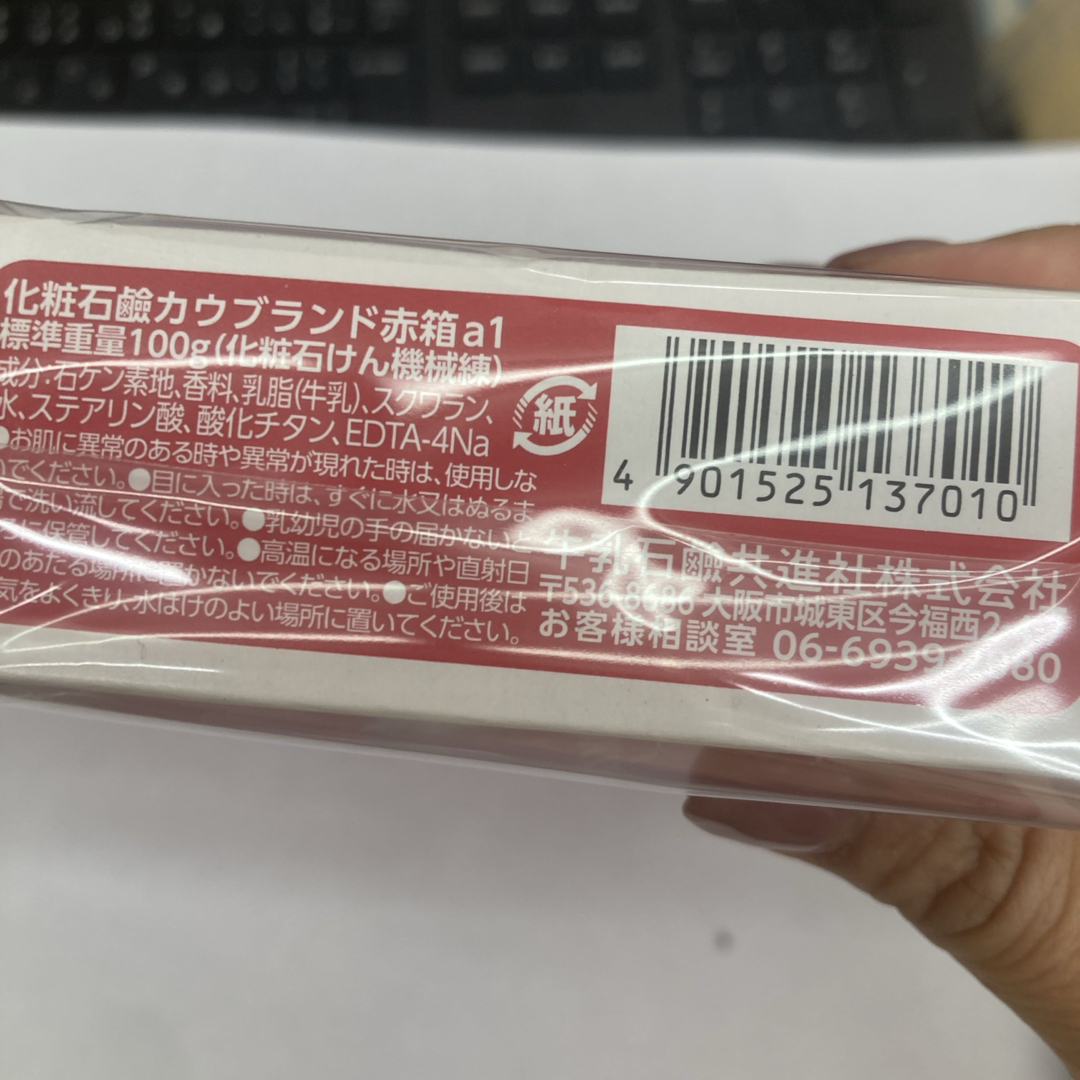 化粧石鹼カウブランド赤箱a1
標準重量100g(化粧石けん機械練)
成分:石ケン素地、香料、乳脂(牛乳)、スクワラン、
水、ステアリン酸、酸化チタン、EDTA-4Na
●お肌に異常のある時や異常が現れた時は、使用しな
いでください。●目に入った時は、すぐに水又はぬるま
で洗い流してください。●乳幼児の手の届かないと
に保管してください。●高温になる場所や直射日
のあたる場所に置かないでください。●ご使用後は
気をよくきり、水はけのよい場所に置いてください。
紙
4 901525 137010
牛乳石鹼共進社株式会社
〒536-8686 大阪市城東区今福西2
お客様相談室 06-6939- 80